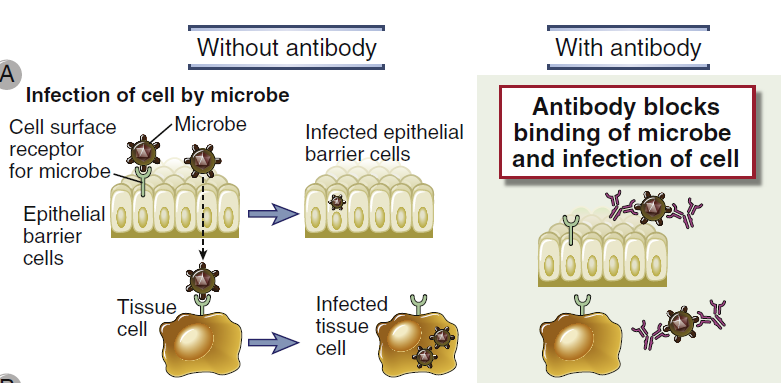 Without antibody
With antibody
A
Infection of cell by microbe
Cell surface
receptor
for microbe
Microbe
Infected epithelial
barrier cells
Epithelial
barrier
cells
Tissue
cell
Infected
tissue
cell
Antibody blocks
binding of microbe
and infection of cell